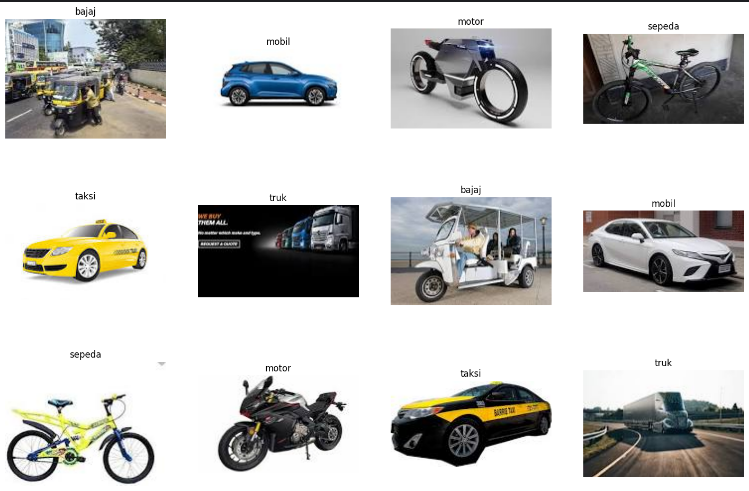 bajaj
mobil
motor
sepeda
taksi
truk
WE BUY
THEM ALL.
No matter which make and type.
REQUEST A QUOTE
bajaj
mobil
sepeda
motor
taksi
truk